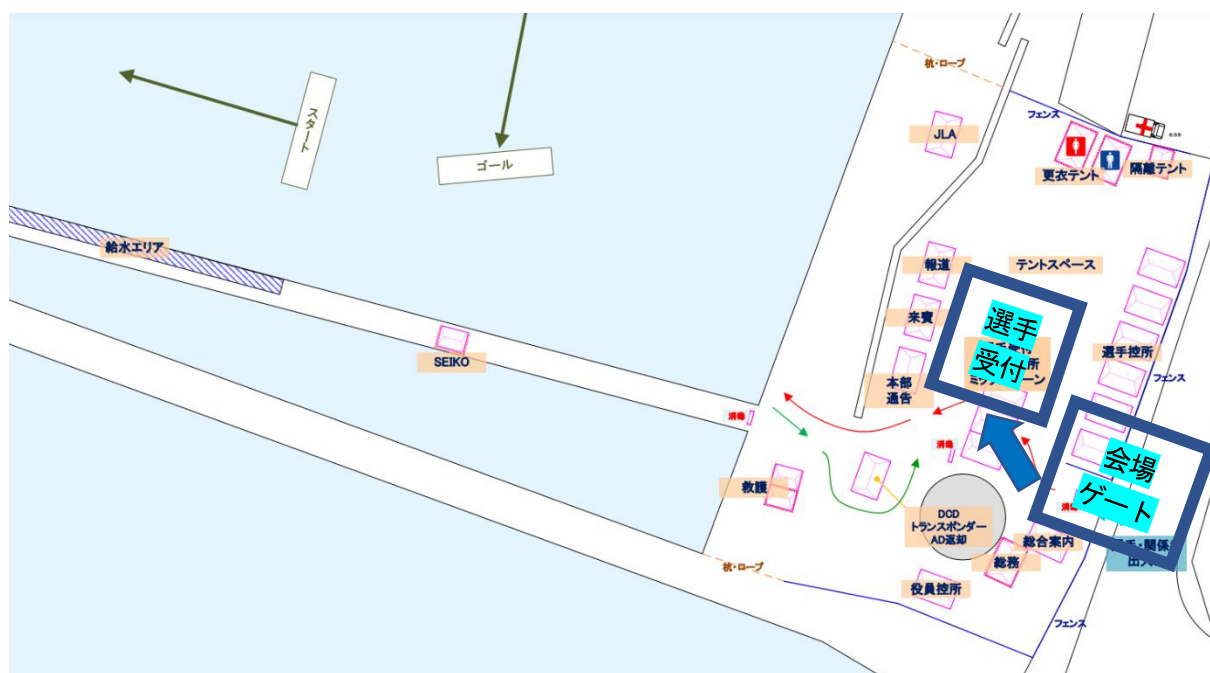 杭・ロープ
フェンス
JLA
更衣テント
隔離テント
スタート
ゴール
給水エリア
報道
テントスペース
来賓
選手
受付
選手控所
SEIKO
本部
通告
フェンス
消毒
消毒
会場
ゲート
救護
消毒
DCD
トランスポンダー
AD返却
総合案内
総務
杭・ロープ
役員控所
フェンス